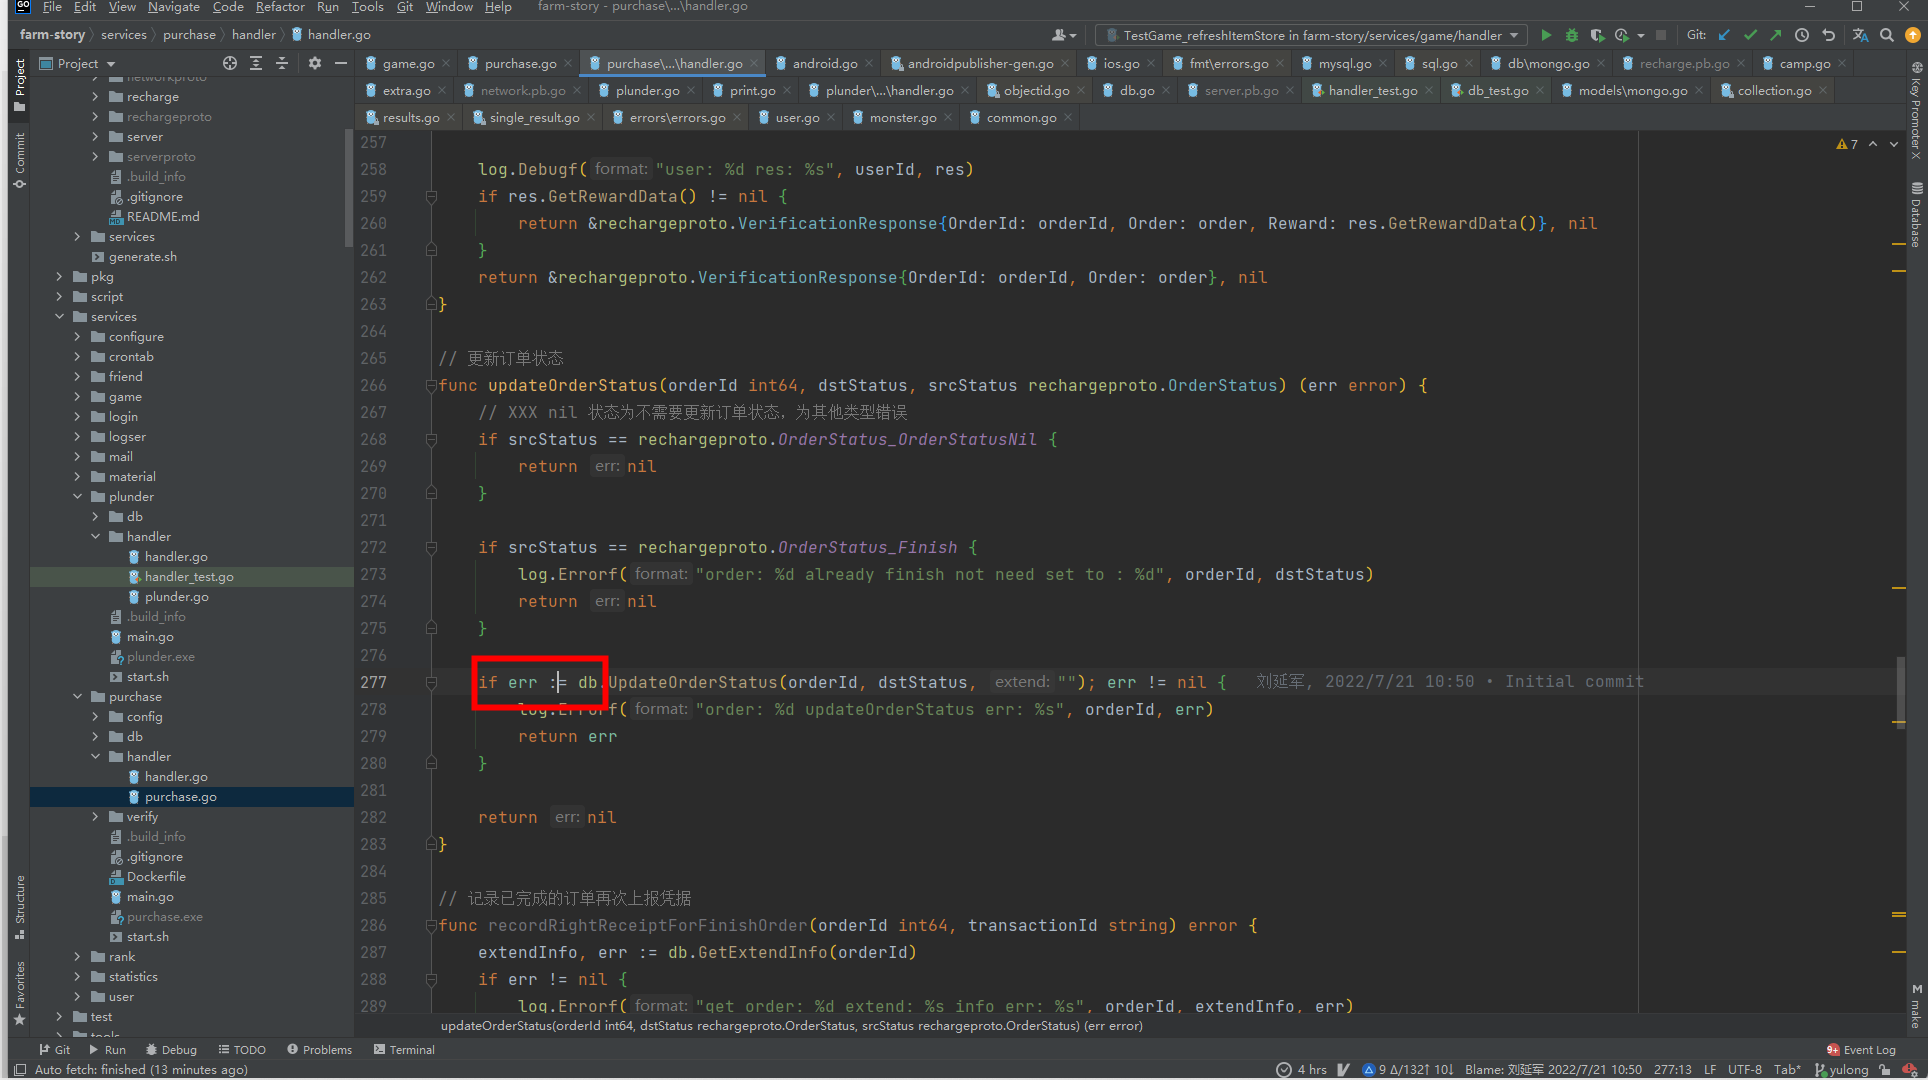 File Edit View Navigate Code Refactor Run Tools Git Window Help farm-story - purchase\...\handler.go
farm-story services purchase handler handler.go
TestGame_refreshItemStore in farm-story/services/game/handler
Git:
Project
game.go purchase.go purchase\...\handler.go android.go androidpublisher-gen.go ios.go fmt\errors.go mysql.go sql.go db\mongo.go recharge.pb.go camp.go
extra.go network.pb.go plunder.go print.go plunder\...\handler.go objectid.go db.go server.pb.go handler_test.go db_test.go models\mongo.go collection.go
results.go single_result.go errors\errors.go user.go monster.go common.go
Project
Commit
Structure
Favorites
networkproto
recharge
rechargeproto
server
serverproto
.build_info
.gitignore
README.md
services
generate.sh
pkg
script
services
configure
crontab
friend
game
login
logser
mail
material
plunder
db
handler
handler.go
handler_test.go
plunder.go
.build_info
main.go
plunder.exe
start.sh
purchase
config
db
handler
handler.go
purchase.go
verify
.build_info
.gitignore
Dockerfile
main.go
purchase.exe
start.sh
rank
statistics
user
test
tools
257
258 log.Debugf( format: "user: %d res: %s", userId, res)
259 if res.GetRewardData() != nil {
260 return &rechargeproto.VerificationResponse{OrderId: orderId, Order: order, Reward: res.GetRewardData()}, nil
261 }
262 return &rechargeproto.VerificationResponse{OrderId: orderId, Order: order}, nil
263 }
264
265 // 更新订单状态
266 func updateOrderStatus(orderId int64, dstStatus, srcStatus rechargeproto.OrderStatus) (err error) {
267 // XXX nil 状态为不需要更新订单状态，为其他类型错误
268 if srcStatus == rechargeproto.OrderStatus_OrderStatusNil {
269 return err: nil
270 }
271
272 if srcStatus == rechargeproto.OrderStatus_Finish {
273 log.Errorf( format: "order: %d already finish not need set to : %d", orderId, dstStatus)
274 return err: nil
275 }
276
277 if err := db.UpdateOrderStatus(orderId, dstStatus, extend: ""); err != nil { 刘延军, 2022/7/21 10:50 • Initial commit
278 log.Errorf( format: "order: %d updateOrderStatus err: %s", orderId, err)
279 return err
280 }
281
282 return err: nil
283 }
284
285 // 记录已完成的订单再次上报凭据
286 func recordRightReceiptForFinishOrder(orderId int64, transactionId string) error {
287 extendInfo, err := db.GetExtendInfo(orderId)
288 if err != nil {
289 log.Errorf( format: "get order: %d extend: %s info err: %s", orderId, extendInfo, err)
updateOrderStatus(orderId int64, dstStatus rechargeproto.OrderStatus, srcStatus rechargeproto.OrderStatus) (err error)
7
Key Promoter X
Database
make
Git Run Debug TODO Problems Terminal 9+ Event Log
Auto fetch: finished (13 minutes ago) 4 hrs 9 ∆/132↑ 10↓ Blame: 刘延军 2022/7/21 10:50 277:13 LF UTF-8 Tab* yulong